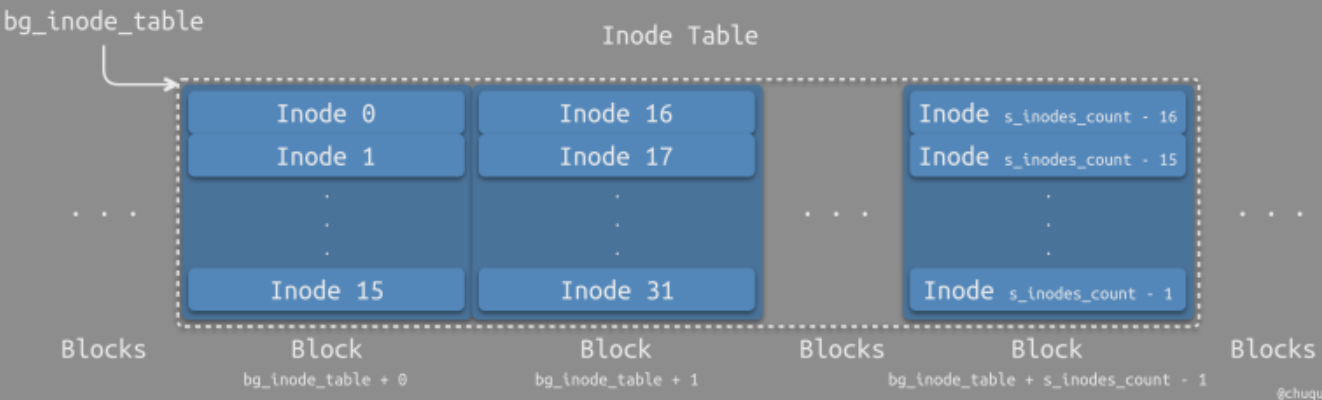 bg_inode_table
Inode Table
Inode 0
Inode 1
.
.
.
Inode 15
Inode 16
Inode 17
.
.
.
Inode 31
Inode s_inodes_count - 16
Inode s_inodes_count - 15
.
.
.
Inode s_inodes_count - 1
. . .
. . .
. . .
Blocks
Block
bg_inode_table + 0
Block
bg_inode_table + 1
Blocks
Block
bg_inode_table + s_inodes_count - 1
Blocks